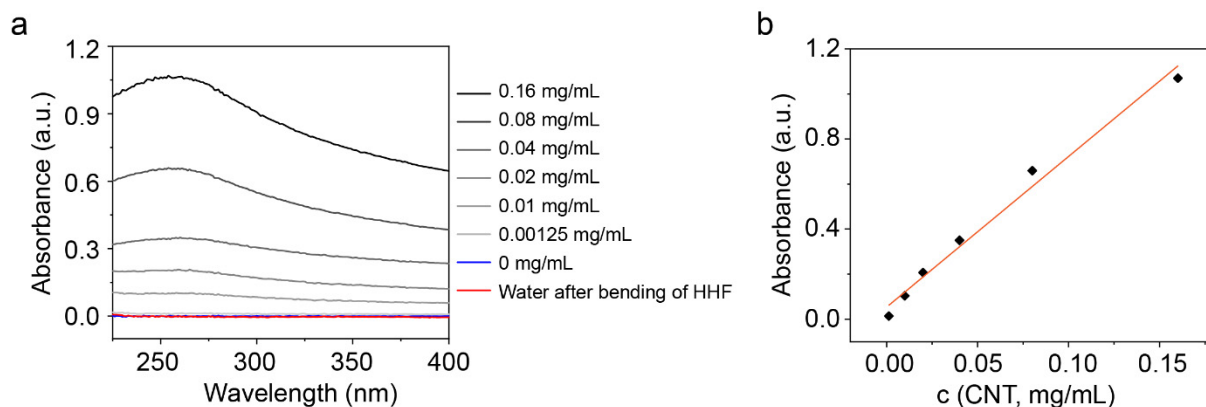 a
1.2
0.9
0.6
0.3
0.0
Absorbance (a.u.)
250
300
350
400
Wavelength (nm)
0.16 mg/mL
0.08 mg/mL
0.04 mg/mL
0.02 mg/mL
0.01 mg/mL
0.00125 mg/mL
0 mg/mL
Water after bending of HHF
b
1.2
0.8
0.4
0.0
Absorbance (a.u.)
0.00
0.05
0.10
0.15
c (CNT, mg/mL)